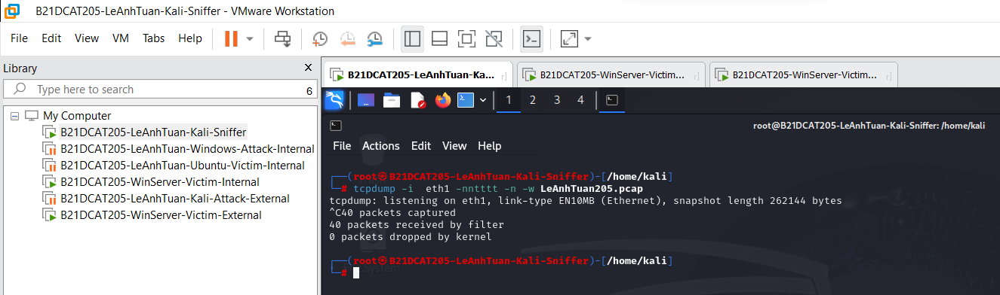 B21DCAT205-LeAnhTuan-Kali-Sniffer - VMware Workstation
File Edit View VM Tabs Help
Library
Type here to search 6
My Computer
B21DCAT205-LeAnhTuan-Kali-Sniffer
B21DCAT205-LeAnhTuan-Windows-Attack-Internal
B21DCAT205-LeAnhTuan-Ubuntu-Victim-Internal
B21DCAT205-WinServer-Victim-Internal
B21DCAT205-LeAnhTuan-Kali-Attack-External
B21DCAT205-WinServer-Victim-External
B21DCAT205-LeAnhTuan-Ka... B21DCAT205-WinServer-Victim... B21DCAT205-WinServer-Victim...
1 2 3 4
root@B21DCAT205-LeAnhTuan-Kali-Sniffer: /home/kali
File Actions Edit View Help
┌──(root㉿B21DCAT205-LeAnhTuan-Kali-Sniffer)-[/home/kali]
└─# tcpdump -i  eth1 -nntttt -n -w LeAnhTuan205.pcap
tcpdump: listening on eth1, link-type EN10MB (Ethernet), snapshot length 262144 bytes
^C40 packets captured
40 packets received by filter
0 packets dropped by kernel
┌──(root㉿B21DCAT205-LeAnhTuan-Kali-Sniffer)-[/home/kali]
└─#